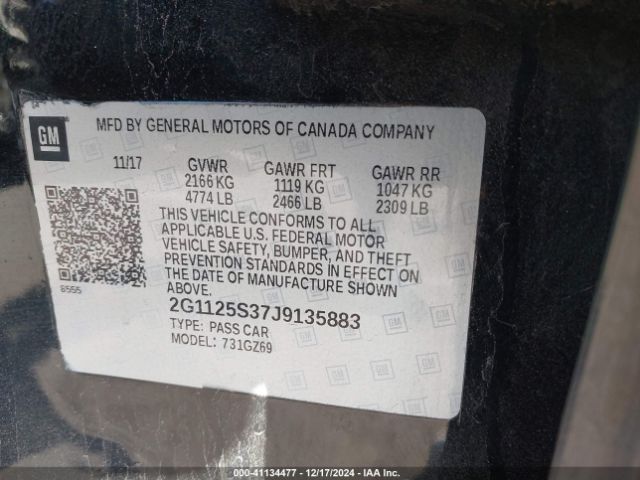 GM
MFD BY GENERAL MOTORS OF CANADA COMPANY
11/17 GVWR GAWR FRT GAWR RR
2166 KG 1119 KG 1047 KG
4774 LB 2466 LB 2309 LB
THIS VEHICLE CONFORMS TO ALL
APPLICABLE U.S. FEDERAL MOTOR
VEHICLE SAFETY, BUMPER, AND THEFT
PREVENTION STANDARDS IN EFFECT ON
THE DATE OF MANUFACTURE SHOWN
ABOVE.
8555
2G1125S37J9135883
TYPE: PASS CAR
MODEL: 731GZ69
000-41134477 - 12/17/2024 - IAA Inc.